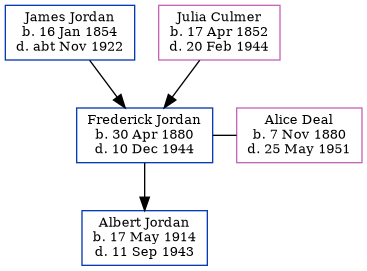 James Jordan
b. 16 Jan 1854
d. abt Nov 1922
Julia Culmer
b. 17 Apr 1852
d. 20 Feb 1944
Frederick Jordan
b. 30 Apr 1880
d. 10 Dec 1944
Alice Deal
b. 7 Nov 1880
d. 25 May 1951
Albert Jordan
b. 17 May 1914
d. 11 Sep 1943